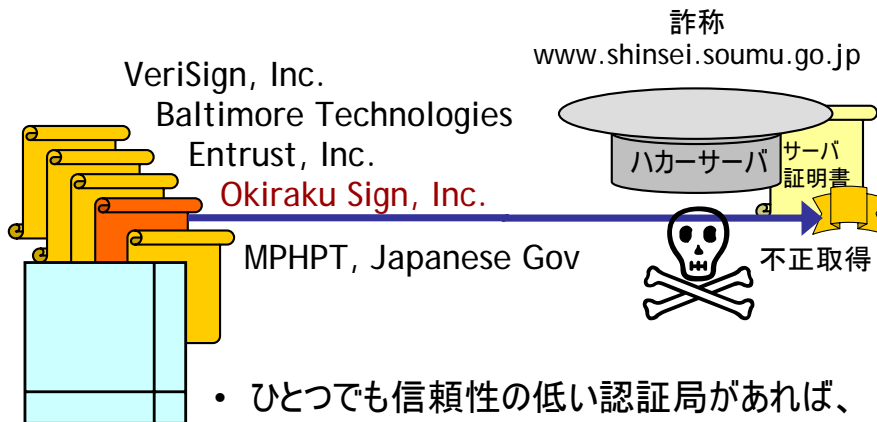 詐称
www.shinsei.soumu.go.jp
VeriSign, Inc.
Baltimore Technologies
Entrust, Inc.
Okiraku Sign, Inc.
MPHPT, Japanese Gov
ハカーサーバ
サーバ
証明書
不正取得
• ひとつでも信頼性の低い認証局があれば、